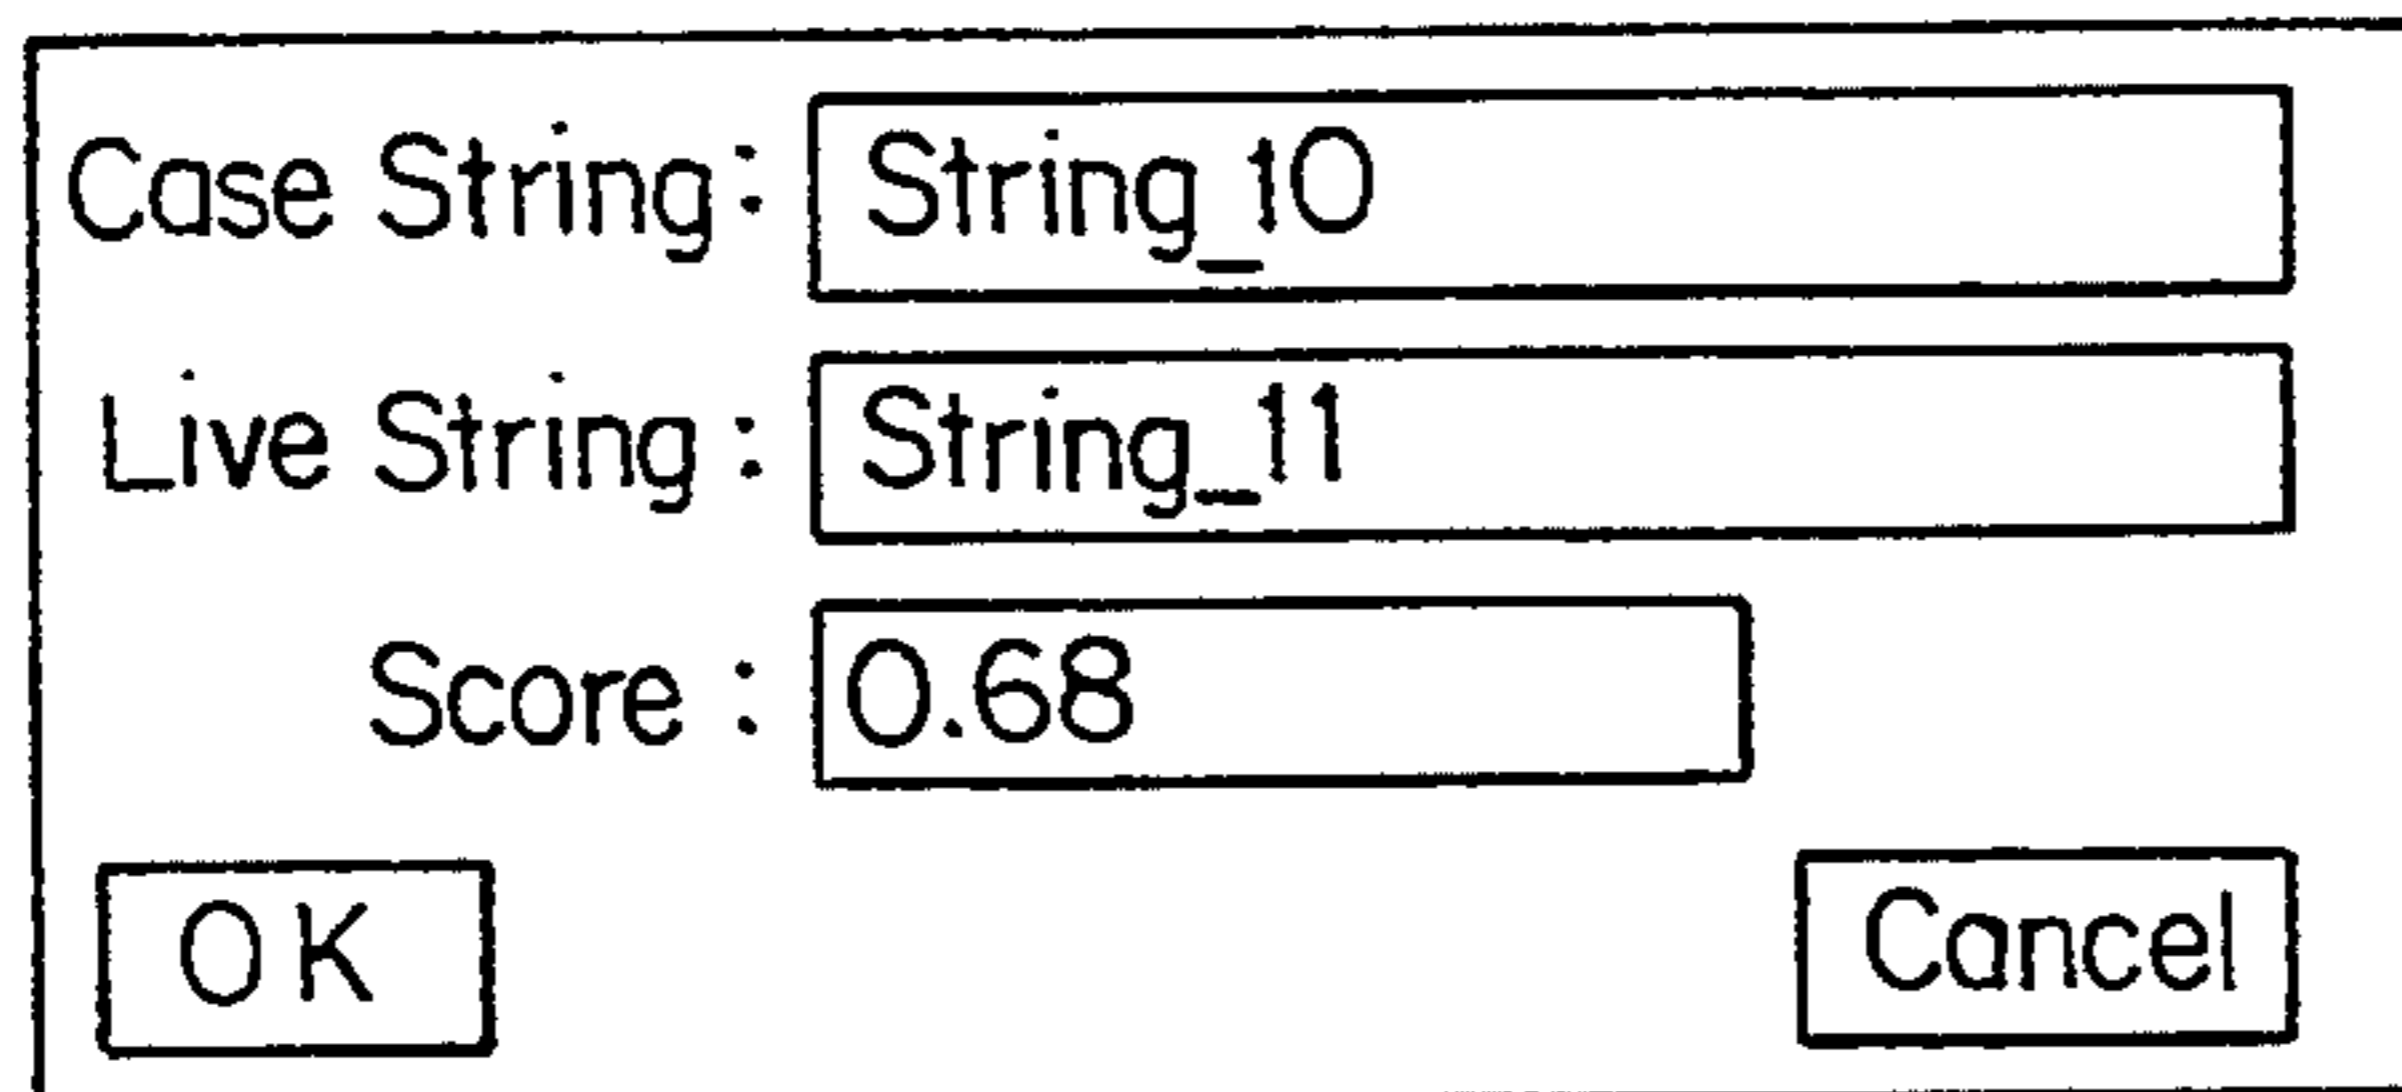 Case String: String_10
Live String: String_11
Score: 0.68
OK Cancel